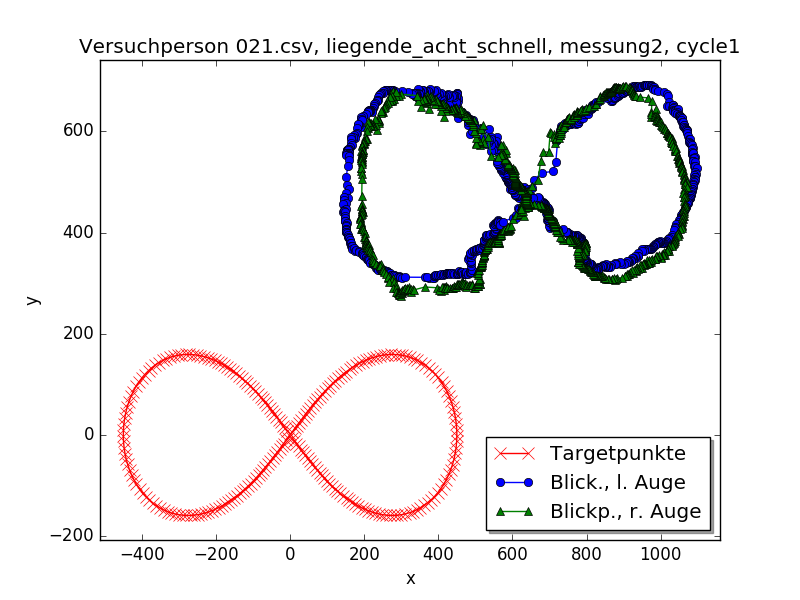 Versuchperson 021.csv, liegende_acht_schnell, messung2, cycle1
y
600
400
200
0
−200
Targetpunkte
Blick., l. Auge
Blickp., r. Auge
−400 −200 0 200 400 600 800 1000
x